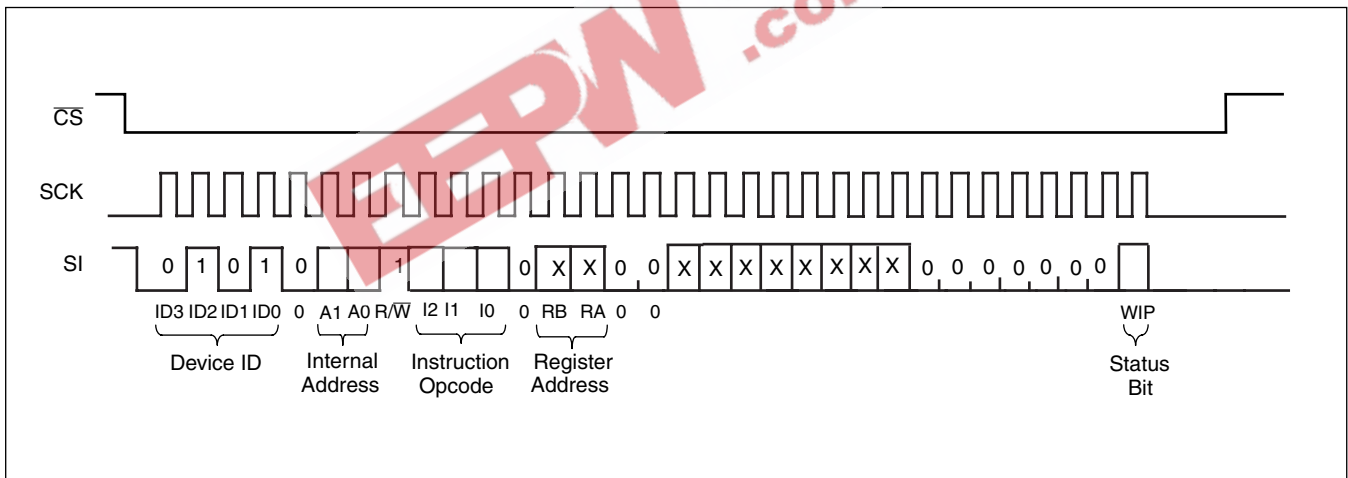 EEPW
.co
CS
SCK
SI
0 1 0 1 0 1 0 X X 0 0 X X X X X X X X 0 0 0 0 0 0 0
ID3 ID2 ID1 ID0 0 A1 A0 R/W I2 I1 I0 0 RB RA 0 0 WIP
Device ID
Internal
Address
Instruction
Opcode
Register
Address
Status
Bit